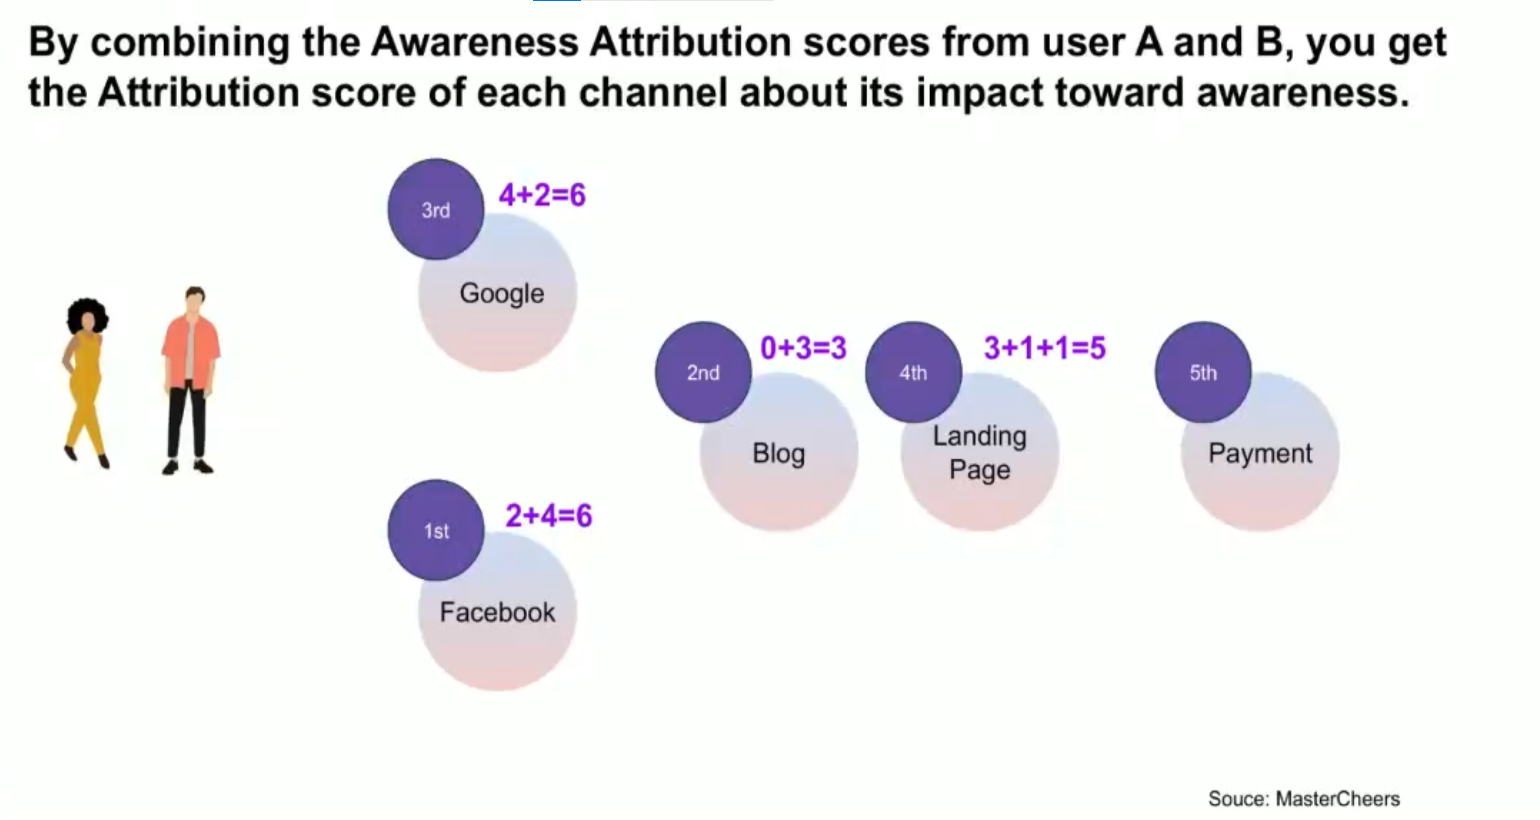 By combining the Awareness Attribution scores from user A and B, you get
the Attribution score of each channel about its impact toward awareness.
3rd
4+2=6
Google
2nd
0+3=3
Blog
4th
3+1+1=5
Landing
Page
5th
Payment
1st
2+4=6
Facebook
Souce: MasterCheers